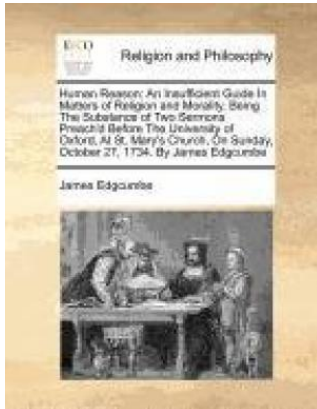 ECCO
Religion and Philosophy
Human Reason: An Insufficient Guide In
Matters of Religion and Morality. Being
The Substance of Two Sermons
Preach'd Before The University of
Oxford, At St. Mary's Church, On Sunday,
October 27, 1734. By James Edgcumbe
James Edgcumbe